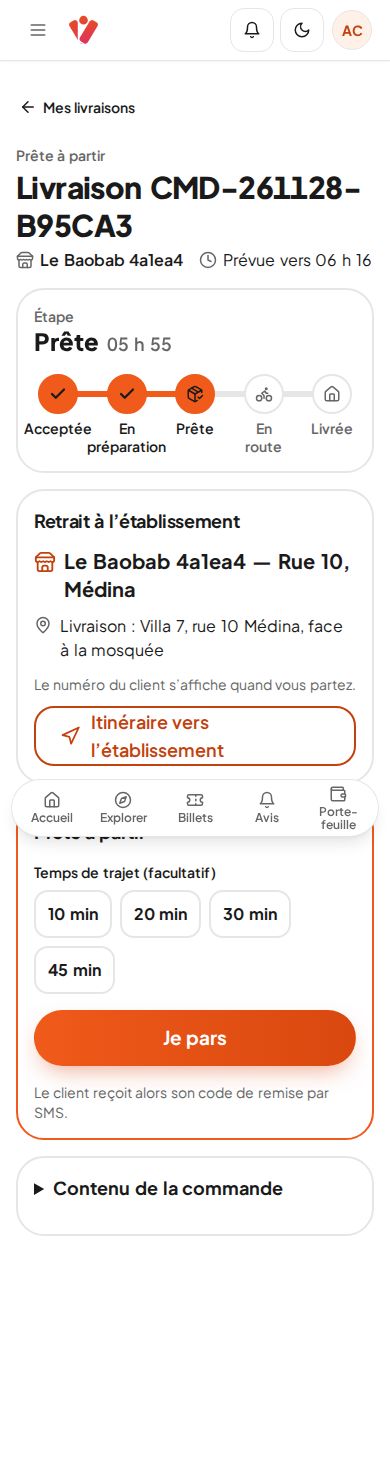 AC
Mes livraisons
Prête à partir
Livraison CMD-261128-
B95CA3
Le Baobab 4a1ea4 Prévue vers 06 h 16
Étape
Prête 05 h 55
Acceptée En préparation Prête En route Livrée
Retrait à l’établissement
Le Baobab 4a1ea4 — Rue 10,
Médina
Livraison : Villa 7, rue 10 Médina, face
à la mosquée
Le numéro du client s’affiche quand vous partez.
Itinéraire vers
l’établissement
Accueil Explorer Billets Avis Porte-feuille
Prête à partir
Temps de trajet (facultatif)
10 min 20 min 30 min
45 min
Je pars
Le client reçoit alors son code de remise par
SMS.
Contenu de la commande